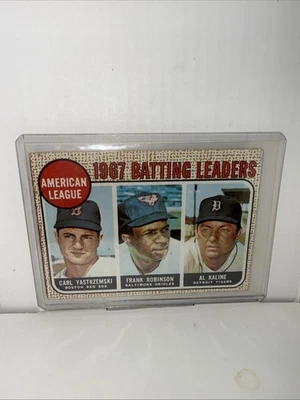 1967 BATTING LEADERS
AMERICAN
LEAGUE
CARL YASTRZEMSKI
BOSTON RED SOX
FRANK ROBINSON
BALTIMORE ORIOLES
AL KALINE
DETROIT TIGERS